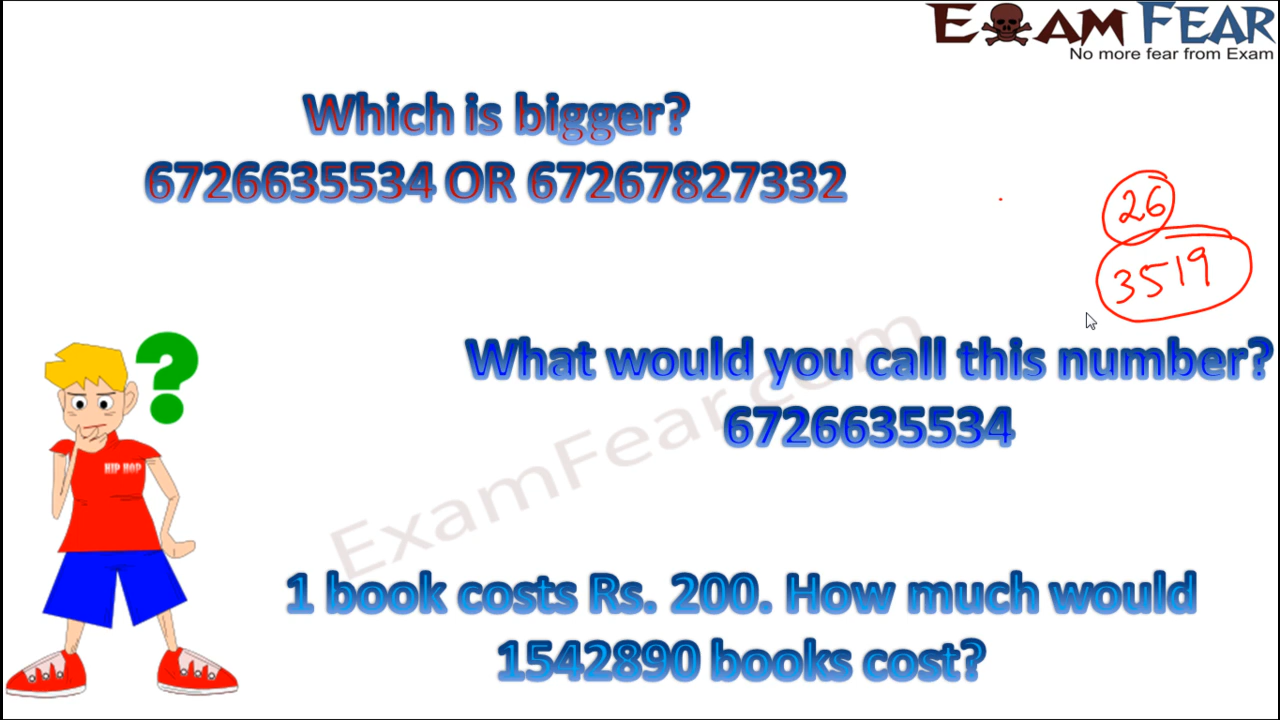 EXAM FEAR
No more fear from Exam
Which is bigger?
6726635534 OR 67267827332
26
3519
What would you call this number?
6726635534
ExamFear.com
HIP HOP
1 book costs Rs. 200. How much would
1542890 books cost?